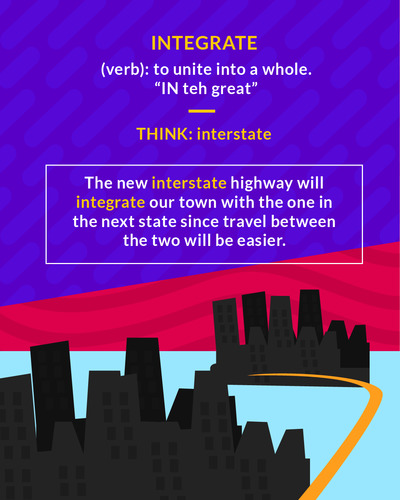 INTEGRATE
(verb): to unite into a whole.
“IN teh great”
THINK: interstate
The new interstate highway will
integrate our town with the one in
the next state since travel between
the two will be easier.